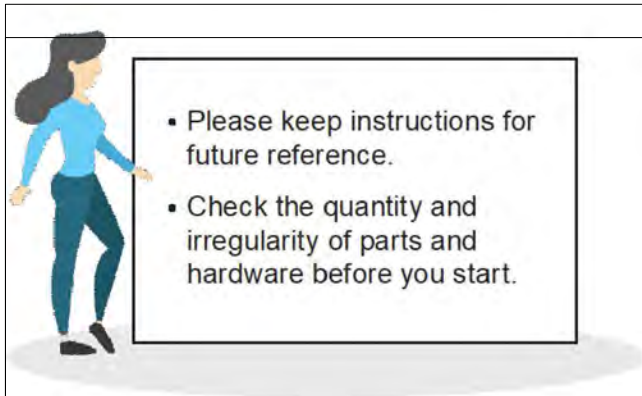 ▪ Please keep instructions for
future reference.
▪ Check the quantity and
irregularity of parts and
hardware before you start.